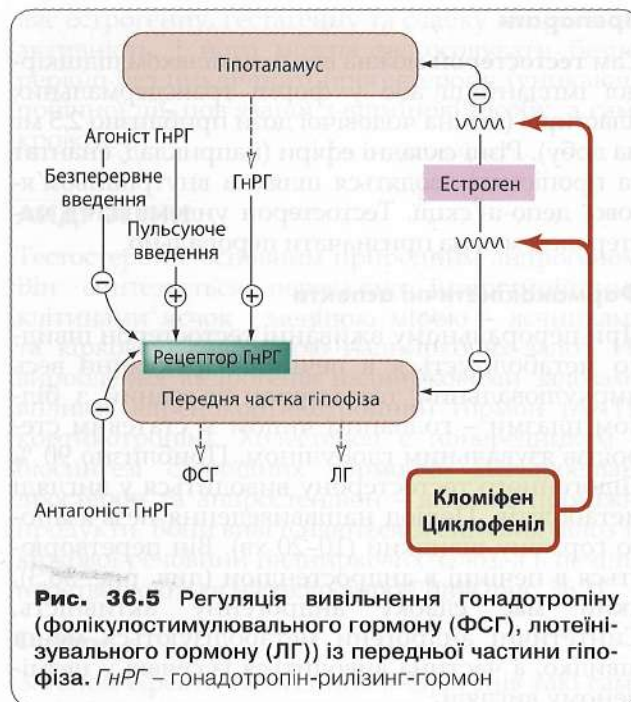 Гіпоталамус
Агоніст ГнРГ
Безперервне
введення
ГнРГ
Естроген
Пульсуюче
введення
−
−
+
+
Рецептор ГнРГ
−
−
Передня частка гіпофіза
ФСГ
ЛГ
Антагоніст ГнРГ
Кломіфен
Циклофеніл
Рис. 36.5 Регуляція вивільнення гонадотропіну
(фолікулостимулювального гормону (ФСГ), лютеїні-
зувального гормону (ЛГ)) із передньої частини гіпо-
фіза. ГнРГ – гонадотропін-рилізинг-гормон